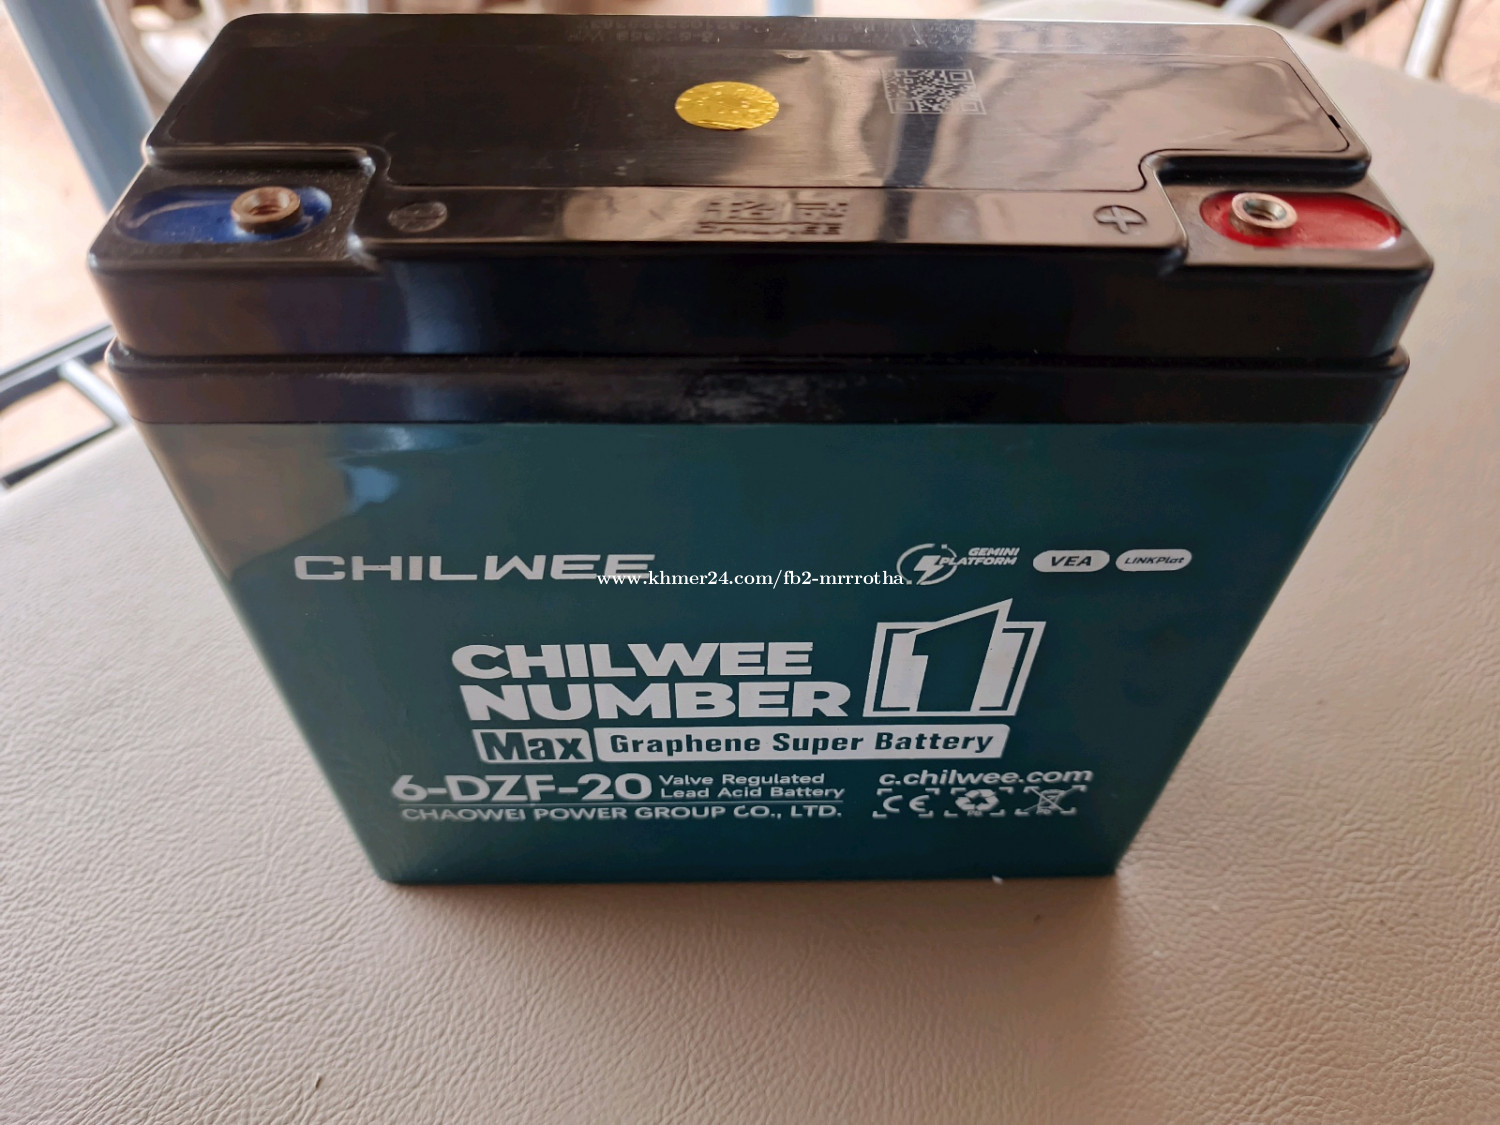 CHILWEE
GEMINI
PLATFORM
VEA
LINKPlat
www.khmer24.com/fb2-mrrrotha
CHILWEE
NUMBER 1
Max Graphene Super Battery
6-DZF-20
Valve Regulated
Lead Acid Battery
c.chilwee.com
CE
CHAOWEI POWER GROUP CO., LTD.